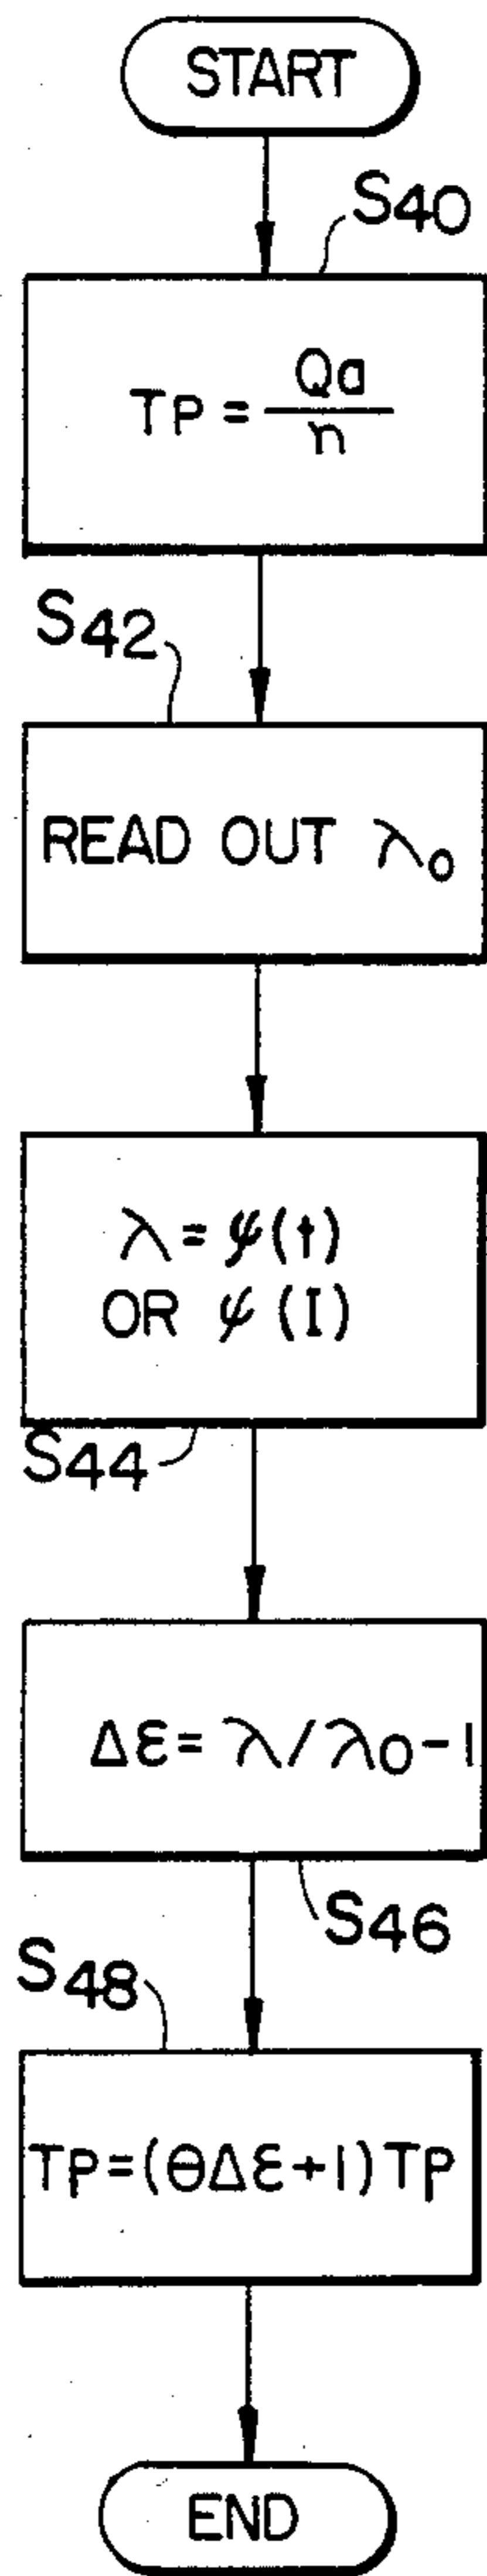 START
S40
TP = Qa/n
S42
READ OUT λ0
λ = ψ(t)
OR ψ(I)
S44
Δε = λ/λ0 - 1
S46
S48
TP = (θΔε + 1) TP
END